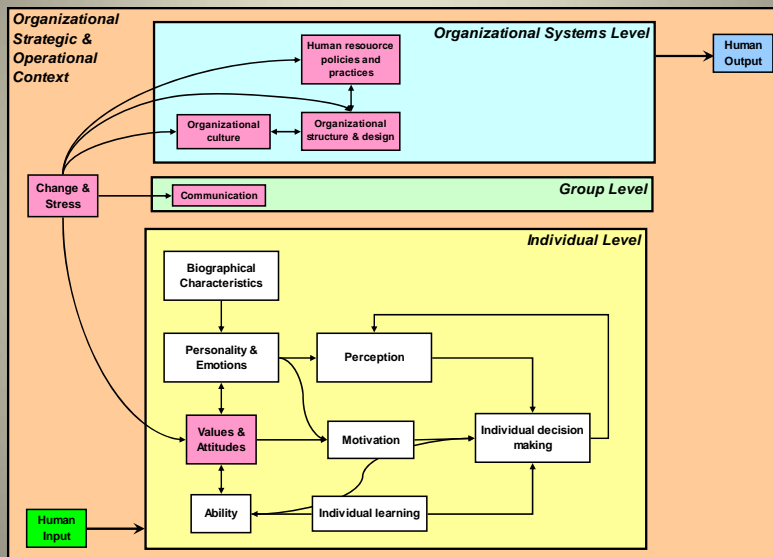 Organizational
Strategic &
Operational
Context
Organizational Systems Level
Human resouorce
policies and
practices
Organizational
culture
Organizational
structure & design
Human
Output
Change &
Stress
Group Level
Communication
Individual Level
Biographical
Characteristics
Personality &
Emotions
Perception
Values &
Attitudes
Motivation
Individual decision
making
Ability
Individual learning
Human
Input